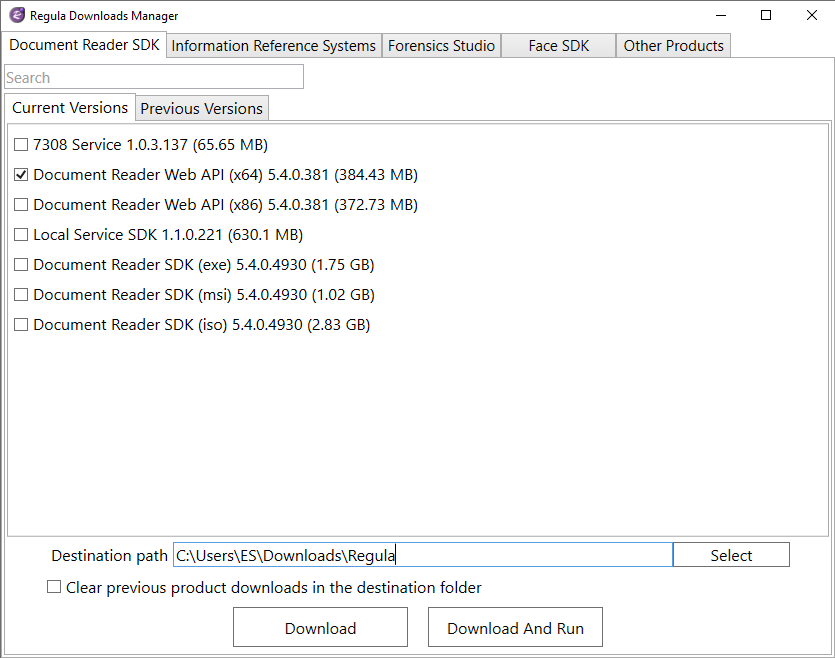 Regula Downloads Manager
Document Reader SDK Information Reference Systems Forensics Studio Face SDK Other Products
Search
Current Versions Previous Versions
7308 Service 1.0.3.137 (65.65 MB)
Document Reader Web API (x64) 5.4.0.381 (384.43 MB)
Document Reader Web API (x86) 5.4.0.381 (372.73 MB)
Local Service SDK 1.1.0.221 (630.1 MB)
Document Reader SDK (exe) 5.4.0.4930 (1.75 GB)
Document Reader SDK (msi) 5.4.0.4930 (1.02 GB)
Document Reader SDK (iso) 5.4.0.4930 (2.83 GB)
Destination path C:\Users\ES\Downloads\Regula Select
Clear previous product downloads in the destination folder
Download Download And Run